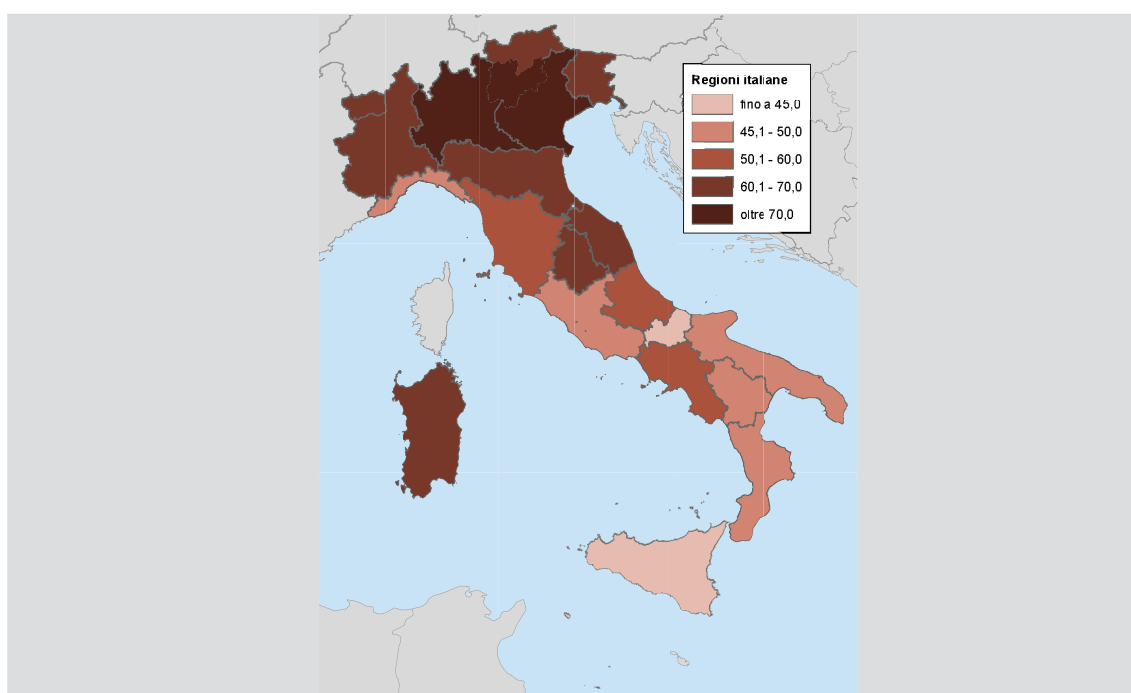 Regioni italiane
fino a 45,0
45,1 - 50,0
50,1 - 60,0
60,1 - 70,0
oltre 70,0